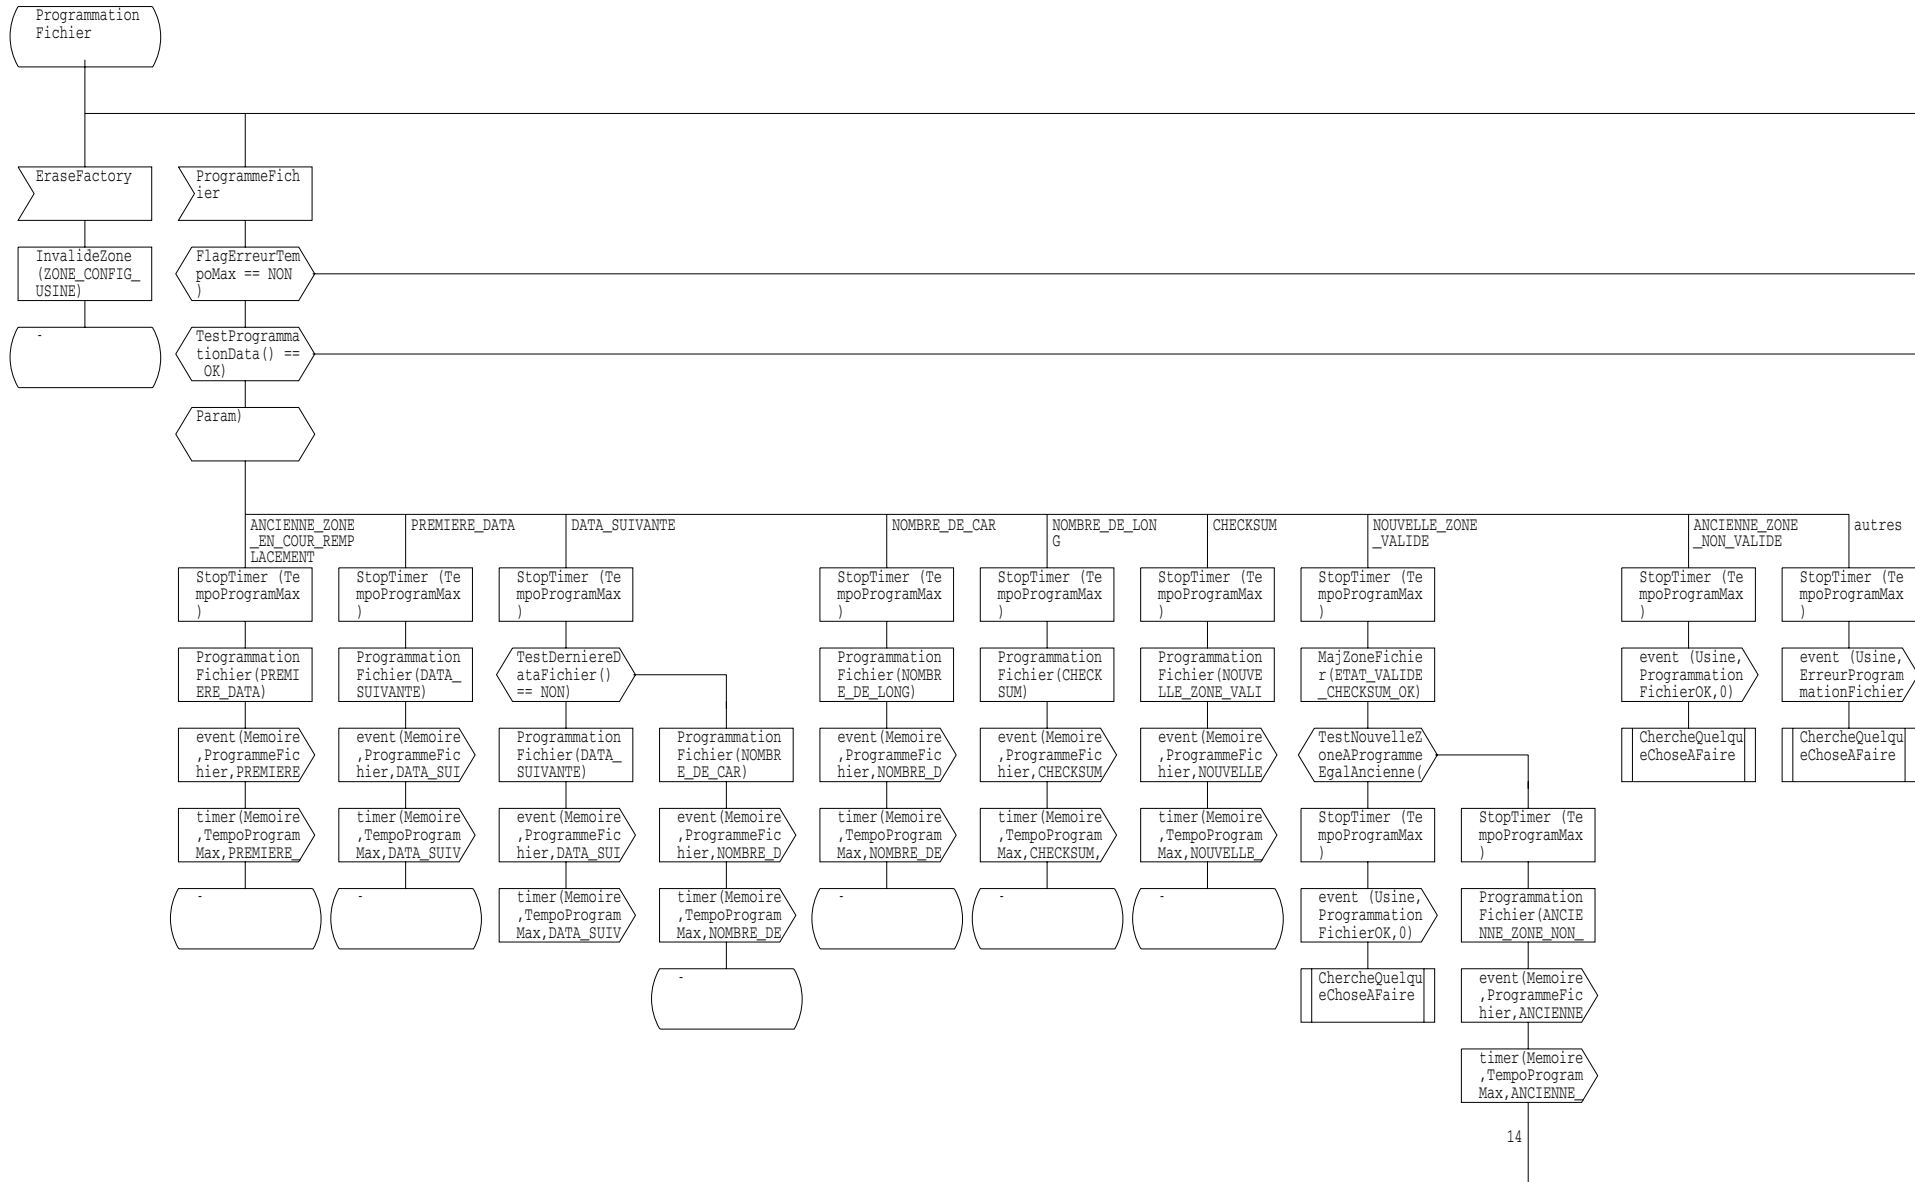 Programmation
Fichier
EraseFactory
ProgrammeFich
ier
InvalideZone
(ZONE_CONFIG_
USINE)
FlagErreurTem
poMax == NON
)
-
TestProgramma
tionData() ==
OK)
Param)
ANCIENNE_ZONE
_EN_COUR_REMP
LACEMENT
PREMIERE_DATA
DATA_SUIVANTE
NOMBRE_DE_CAR
NOMBRE_DE_LON
G
CHECKSUM
NOUVELLE_ZONE
_VALIDE
ANCIENNE_ZONE
_NON_VALIDE
autres
StopTimer (Te
mpoProgramMax
)
StopTimer (Te
mpoProgramMax
)
StopTimer (Te
mpoProgramMax
)
StopTimer (Te
mpoProgramMax
)
StopTimer (Te
mpoProgramMax
)
StopTimer (Te
mpoProgramMax
)
StopTimer (Te
mpoProgramMax
)
StopTimer (Te
mpoProgramMax
)
StopTimer (Te
mpoProgramMax
)
Programmation
Fichier(PREMI
ERE_DATA)
Programmation
Fichier(DATA_
SUIVANTE)
TestDerniereD
ataFichier()
== NON)
Programmation
Fichier(NOMBR
E_DE_LONG)
Programmation
Fichier(CHECK
SUM)
Programmation
Fichier(NOUVE
LLE_ZONE_VALI
MajZoneFichie
r(ETAT_VALIDE
_CHECKSUM_OK)
event (Usine,
Programmation
FichierOK,0)
event (Usine,
ErreurProgram
mationFichier
event(Memoire
,ProgrammeFic
hier,PREMIERE
event(Memoire
,ProgrammeFic
hier,DATA_SUI
Programmation
Fichier(DATA_
SUIVANTE)
Programmation
Fichier(NOMBR
E_DE_CAR)
event(Memoire
,ProgrammeFic
hier,NOMBRE_D
event(Memoire
,ProgrammeFic
hier,CHECKSUM
event(Memoire
,ProgrammeFic
hier,NOUVELLE
TestNouvelleZ
oneAProgramme
EgalAncienne(
ChercheQuelqu
eChoseAFaire
ChercheQuelqu
eChoseAFaire
timer(Memoire
,TempoProgram
Max,PREMIERE_
timer(Memoire
,TempoProgram
Max,DATA_SUIV
event(Memoire
,ProgrammeFic
hier,DATA_SUI
event(Memoire
,ProgrammeFic
hier,NOMBRE_D
timer(Memoire
,TempoProgram
Max,NOMBRE_DE
timer(Memoire
,TempoProgram
Max,CHECKSUM,
timer(Memoire
,TempoProgram
Max,NOUVELLE_
StopTimer (Te
mpoProgramMax
)
StopTimer (Te
mpoProgramMax
)
-
-
timer(Memoire
,TempoProgram
Max,DATA_SUIV
timer(Memoire
,TempoProgram
Max,NOMBRE_DE
-
-
-
event (Usine,
Programmation
FichierOK,0)
Programmation
Fichier(ANCIE
NNE_ZONE_NON_
-
ChercheQuelqu
eChoseAFaire
event(Memoire
,ProgrammeFic
hier,ANCIENNE
timer(Memoire
,TempoProgram
Max,ANCIENNE_
14